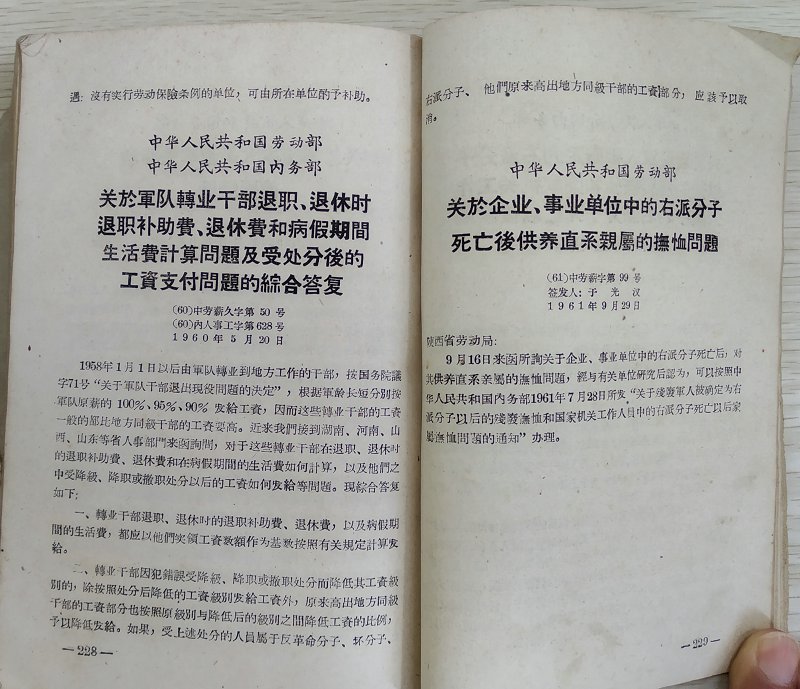 遇: 沒有实行劳动保險条例的单位, 可由所在单位酌予补助。
中华人民共和国劳动部
中华人民共和国內务部
关於軍队轉业干部退职、退休时
退职补助費、退休費和病假期間
生活費計算問題及受处分後的
工資支付問題的綜合答复
(60)中劳薪久字第 50 号
(60)內人事工字第628号
1960年5月20日
1958年1月1日以后由軍队轉业到地方工作的干部, 按国务院議
字71号“关于軍队干部退出現役問題的决定”, 根据軍龄长短分別按
軍队原薪的 100%、95%、90% 发給工資, 因而这些轉业干部的工資
一般的都比地方同級干部的工資要高。近来我們接到湖南、河南、山
西、山东等省人事部門来函詢問, 对于这些轉业干部在退职、退休时
的退职补助費、退休費和在病假期間的生活費如何計算, 以及他們之
中受降級、降职或撤职处分以后的工資如何发給等問題。現綜合答复
如下:
一、轉业干部退职、退休时的退职补助費、退休費, 以及病假期
間的生活費, 都应以他們实領工資数額作为基数按照有关規定計算发
給。
二、轉业干部因犯錯誤受降級、降职或撤职处分而降低其工資級
別的, 除按照处分后降低的工資級別发給工資外, 原来高出地方同級
干部的工資部分也按照原級別与降低后的級別之間降低工資的比例,
予以降低发給。如果, 受上述处分的人員屬于反革命分子、坏分子、
—228—
右派分子、他們原来高出地方同級干部的工資部分, 应該予以取
消。
中华人民共和国劳动部
关於企业、事业单位中的右派分子
死亡後供养直系親屬的撫恤問題
(61)中劳薪字第 99 号
签发人: 于光汉
1961年9月29日
陝西省劳动局:
9月16日来函所詢关于企业、事业单位中的右派分子死亡后, 对
其供养直系亲屬的撫恤問題, 經与有关单位研究后認为, 可以按照中
华人民共和国內务部1961年7月28日所发“关于殘廢軍人被确定为右
派分子以后的殘廢撫恤和国家机关工作人員中的右派分子死亡以后家
屬撫恤問題的通知”办理。
—229—